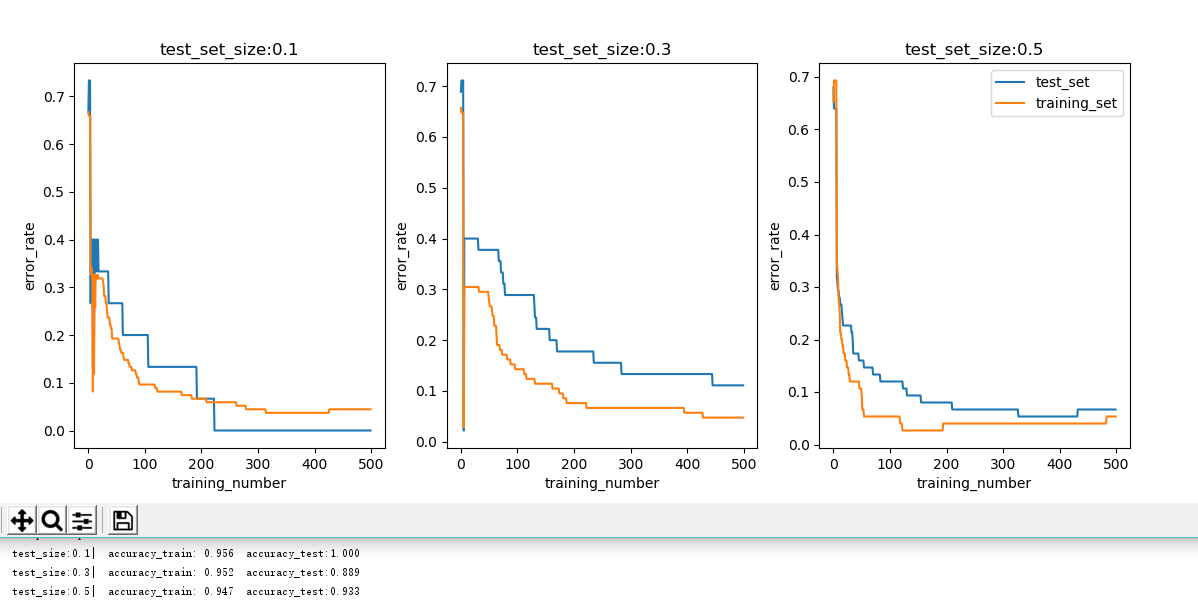 test_set_size:0.1 test_set_size:0.3 test_set_size:0.5
test_set
training_set
error_rate
0.7
0.6
0.5
0.4
0.3
0.2
0.1
0.0
0 100 200 300 400 500
training_number
error_rate
0.7
0.6
0.5
0.4
0.3
0.2
0.1
0.0
0 100 200 300 400 500
training_number
error_rate
0.7
0.6
0.5
0.4
0.3
0.2
0.1
0.0
0 100 200 300 400 500
training_number
test_size:0.1| accuracy_train: 0.956 accuracy_test:1.000
test_size:0.3| accuracy_train: 0.952 accuracy_test:0.889
test_size:0.5| accuracy_train: 0.947 accuracy_test:0.933